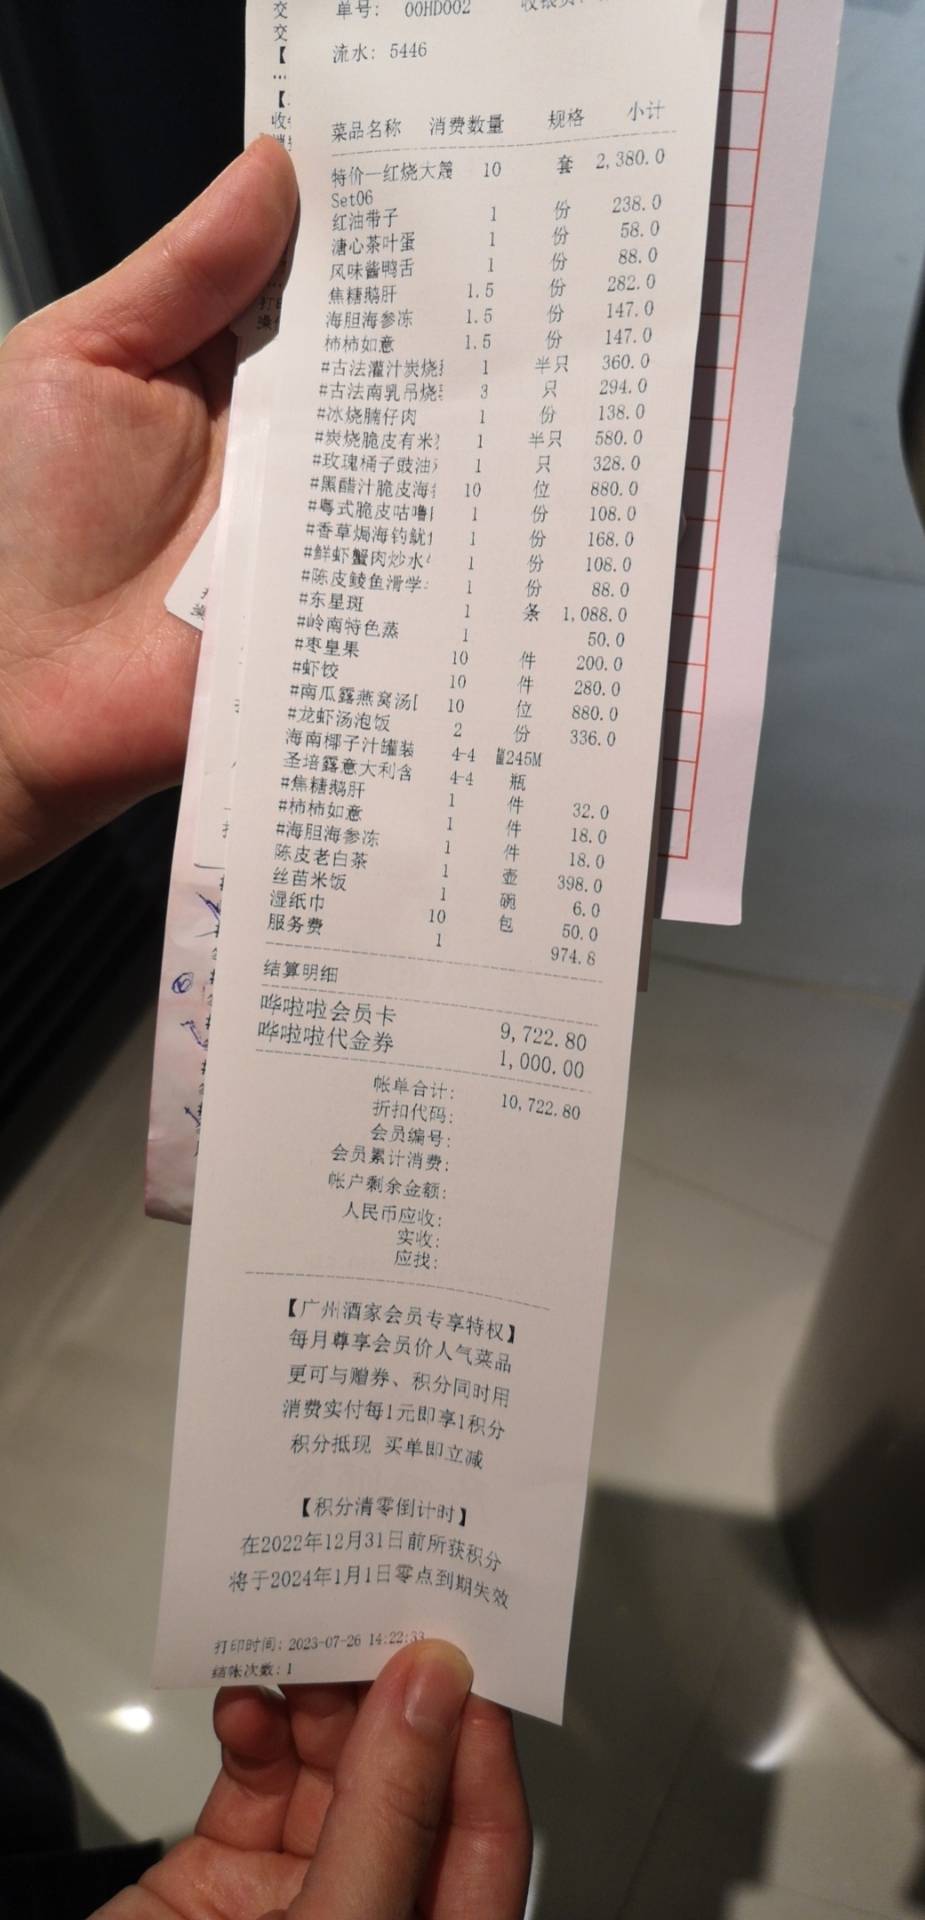 单号: 00HD002
流水: 5446
菜品名称 消费数量 规格 小计
特价一红烧大篾 10 套 2,380.0
Set06
红油带子 1 份 238.0
溏心茶叶蛋 1 份 58.0
风味酱鸭舌 1 份 88.0
焦糖鹅肝 1.5 份 282.0
海胆海参冻 1.5 份 147.0
柿柿如意 1.5 份 147.0
#古法灌汁炭烧 1 半只 360.0
#古法南乳吊烧 3 只 294.0
#冰烧腩仔肉 1 份 138.0
#炭烧脆皮有米 1 半只 580.0
#玫瑰桶子豉油 1 只 328.0
#黑醋汁脆皮海 10 位 880.0
#粤式脆皮咕噜 1 份 108.0
#香草焗海钓鱿 1 份 168.0
#鲜虾蟹肉炒水 1 份 108.0
#陈皮鲮鱼滑学 1 份 88.0
#东星斑 1 条 1,088.0
#岭南特色蒸 1 50.0
#枣皇果 10 件 200.0
#虾饺 10 件 280.0
#南瓜露燕窝汤 10 位 880.0
#龙虾汤泡饭 2 份 336.0
海南椰子汁罐装 4-4 245M
圣培露意大利含 4-4 瓶
#焦糖鹅肝 1 件 32.0
#柿柿如意 1 件 18.0
#海胆海参冻 1 件 18.0
陈皮老白茶 1 壶 398.0
丝苗米饭 1 碗 6.0
湿纸巾 10 包 50.0
服务费 1 974.8
结算明细
哗啦啦会员卡 9,722.80
哗啦啦代金券 1,000.00
帐单合计: 10,722.80
折扣代码:
会员编号:
会员累计消费:
帐户剩余金额:
人民币应收:
实收:
应找:
【广州酒家会员专享特权】
每月尊享会员价人气菜品
更可与赠券、积分同时用
消费实付每1元即享1积分
积分抵现 买单即立减
【积分清零倒计时】
在2022年12月31日前所获积分
将于2024年1月1日零点到期失效
打印时间: 2023-07-26 14:22:33
结帐次数: 1